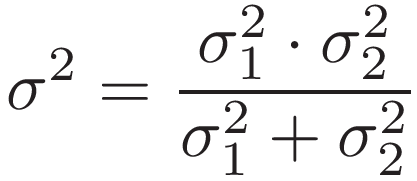 σ² = (σ₁² · σ₂²) / (σ₁² + σ₂²)